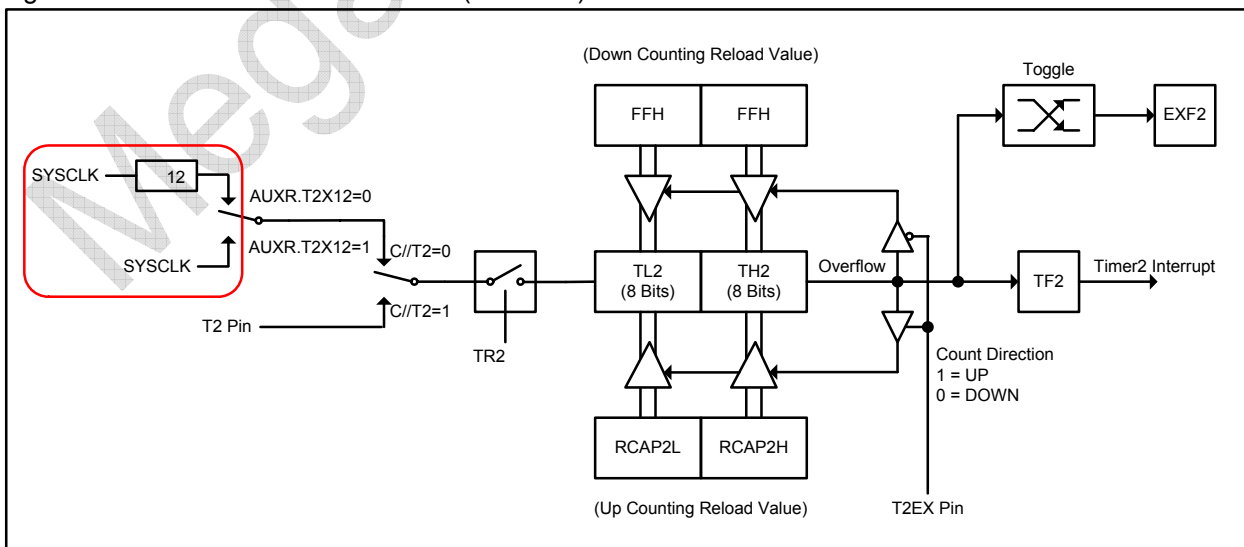 (Down Counting Reload Value)
Toggle
FFH
FFH
EXF2
SYSCLK
12
AUXR.T2X12=0
AUXR.T2X12=1
SYSCLK
C//T2=0
C//T2=1
T2 Pin
TR2
TL2
(8 Bits)
TH2
(8 Bits)
Overflow
TF2
Timer2 Interrupt
Count Direction
1 = UP
0 = DOWN
RCAP2L
RCAP2H
(Up Counting Reload Value)
T2EX Pin
Mega